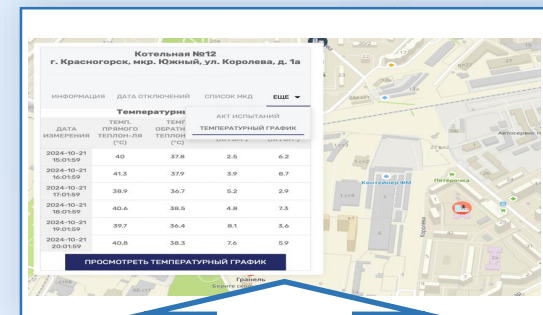 Котельная №12
г. Красногорск, мкр. Южный, ул. Королева, д. 1а
ИНФОРМАЦИЯ ДАТА ОТКЛЮЧЕНИЙ СПИСОК МКД ЕЩЕ
АКТ ИСПЫТАНИЙ
ТЕМПЕРАТУРНЫЙ ГРАФИК
Температурны
ДАТА ИЗМЕРЕНИЯ
ТЕМП. ПРЯМОГО ТЕПЛОН-ЛЯ (°C)
2024-10-21 15:01:59 40 37.8 2.5 6.2
2024-10-21 16:01:59 41.3 37.9 3.9 8.7
2024-10-21 17:01:59 38.9 36.7 5.2 2.9
2024-10-21 18:01:59 40.6 38.5 4.8 7.3
2024-10-21 19:01:59 39.7 36.4 8.1 3.6
2024-10-21 20:01:59 40.8 38.3 7.6 5.9
ПРОСМОТРЕТЬ ТЕМПЕРАТУРНЫЙ ГРАФИК
Контейнер ФМ
Пятёрочка
Автосервис
Гранель